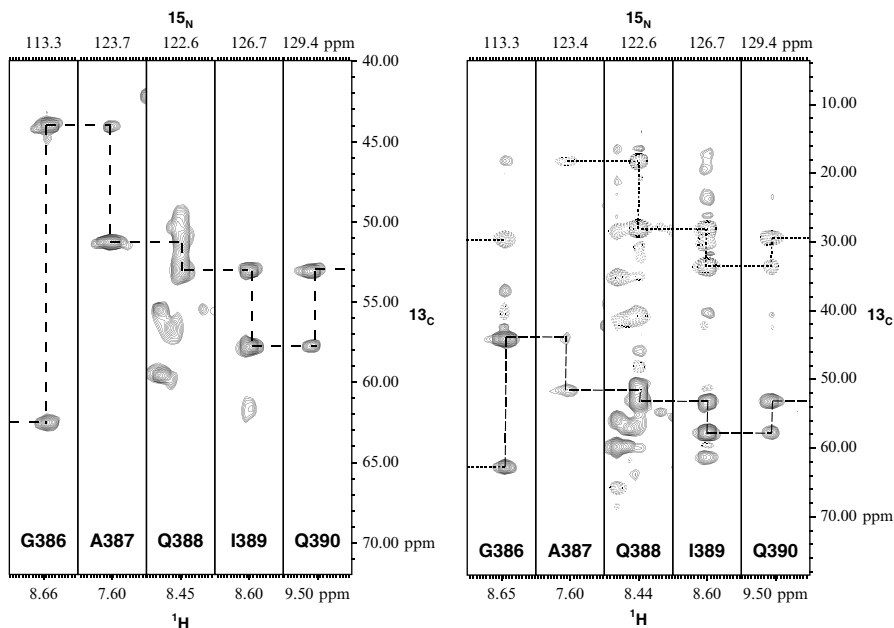 15N
113.3 123.7 122.6 126.7 129.4 ppm
40.00
45.00
50.00
55.00
13C
60.00
65.00
70.00 ppm
G386 A387 Q388 I389 Q390
8.66 7.60 8.45 8.60 9.50 ppm
1H
15N
113.3 123.4 122.6 126.7 129.4 ppm
10.00
20.00
30.00
40.00
13C
50.00
60.00
70.00 ppm
G386 A387 Q388 I389 Q390
8.65 7.60 8.44 8.60 9.50 ppm
1H